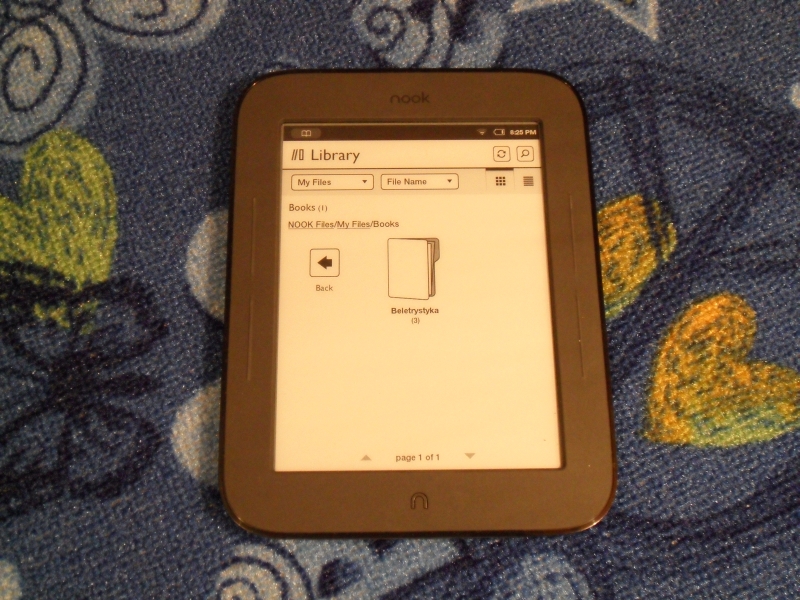 nook
6:25 PM
Library
My Files
File Name
Books (1)
NOOK Files/My Files/Books
Back
Beletrystyka
(3)
page 1 of 1